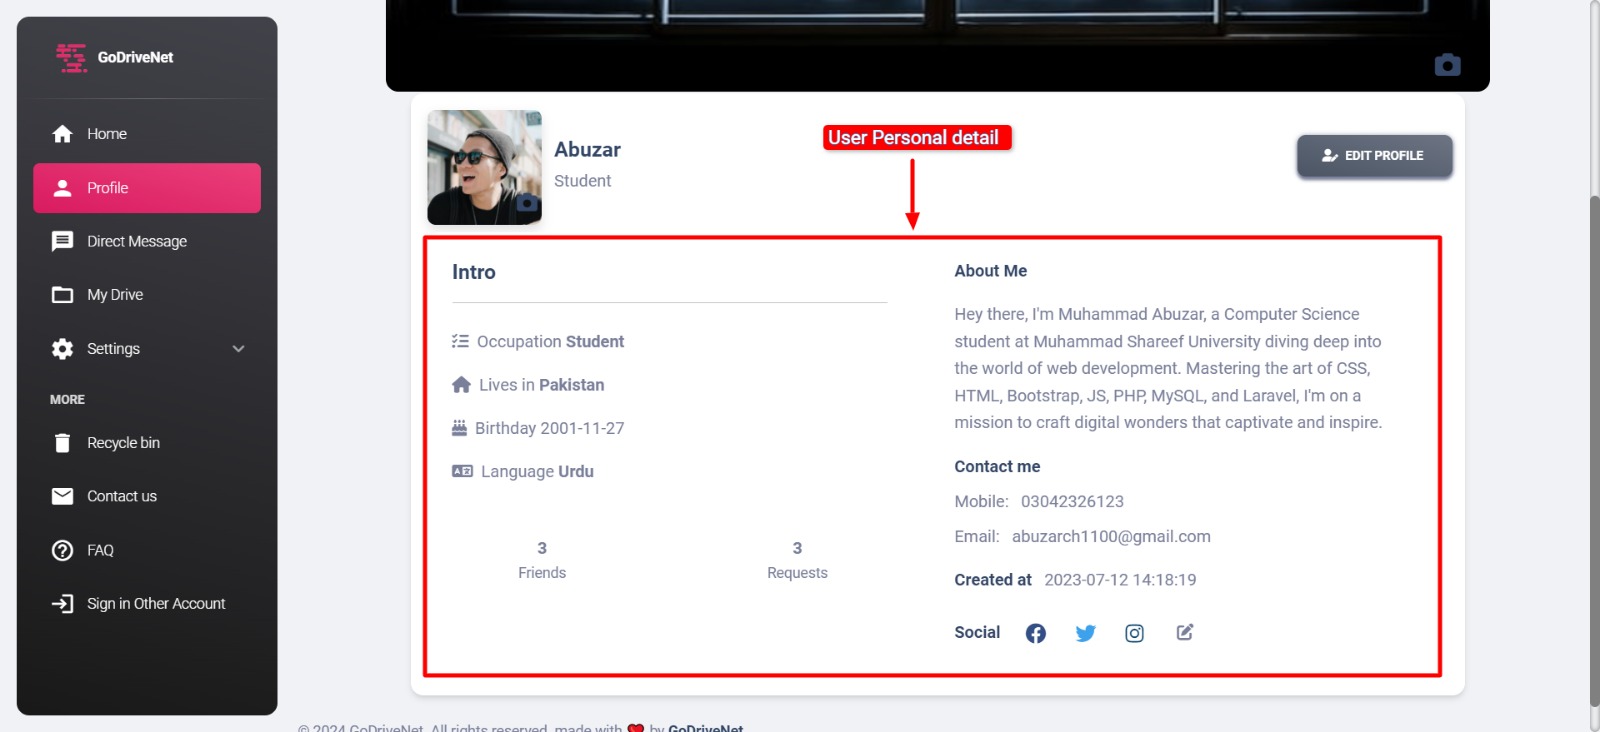 GoDriveNet
Home
Profile
Direct Message
My Drive
Settings
MORE
Recycle bin
Contact us
FAQ
Sign in Other Account
Abuzar
Student
User Personal detail
EDIT PROFILE
Intro
Occupation Student
Lives in Pakistan
Birthday 2001-11-27
Language Urdu
3
Friends
3
Requests
About Me
Hey there, I'm Muhammad Abuzar, a Computer Science
student at Muhammad Shareef University diving deep into
the world of web development. Mastering the art of CSS,
HTML, Bootstrap, JS, PHP, MySQL, and Laravel, I'm on a
mission to craft digital wonders that captivate and inspire.
Contact me
Mobile: 03042326123
Email: abuzarch1100@gmail.com
Created at 2023-07-12 14:18:19
Social
© 2024 GoDriveNet. All rights reserved. made with ❤ by GoDriveNet